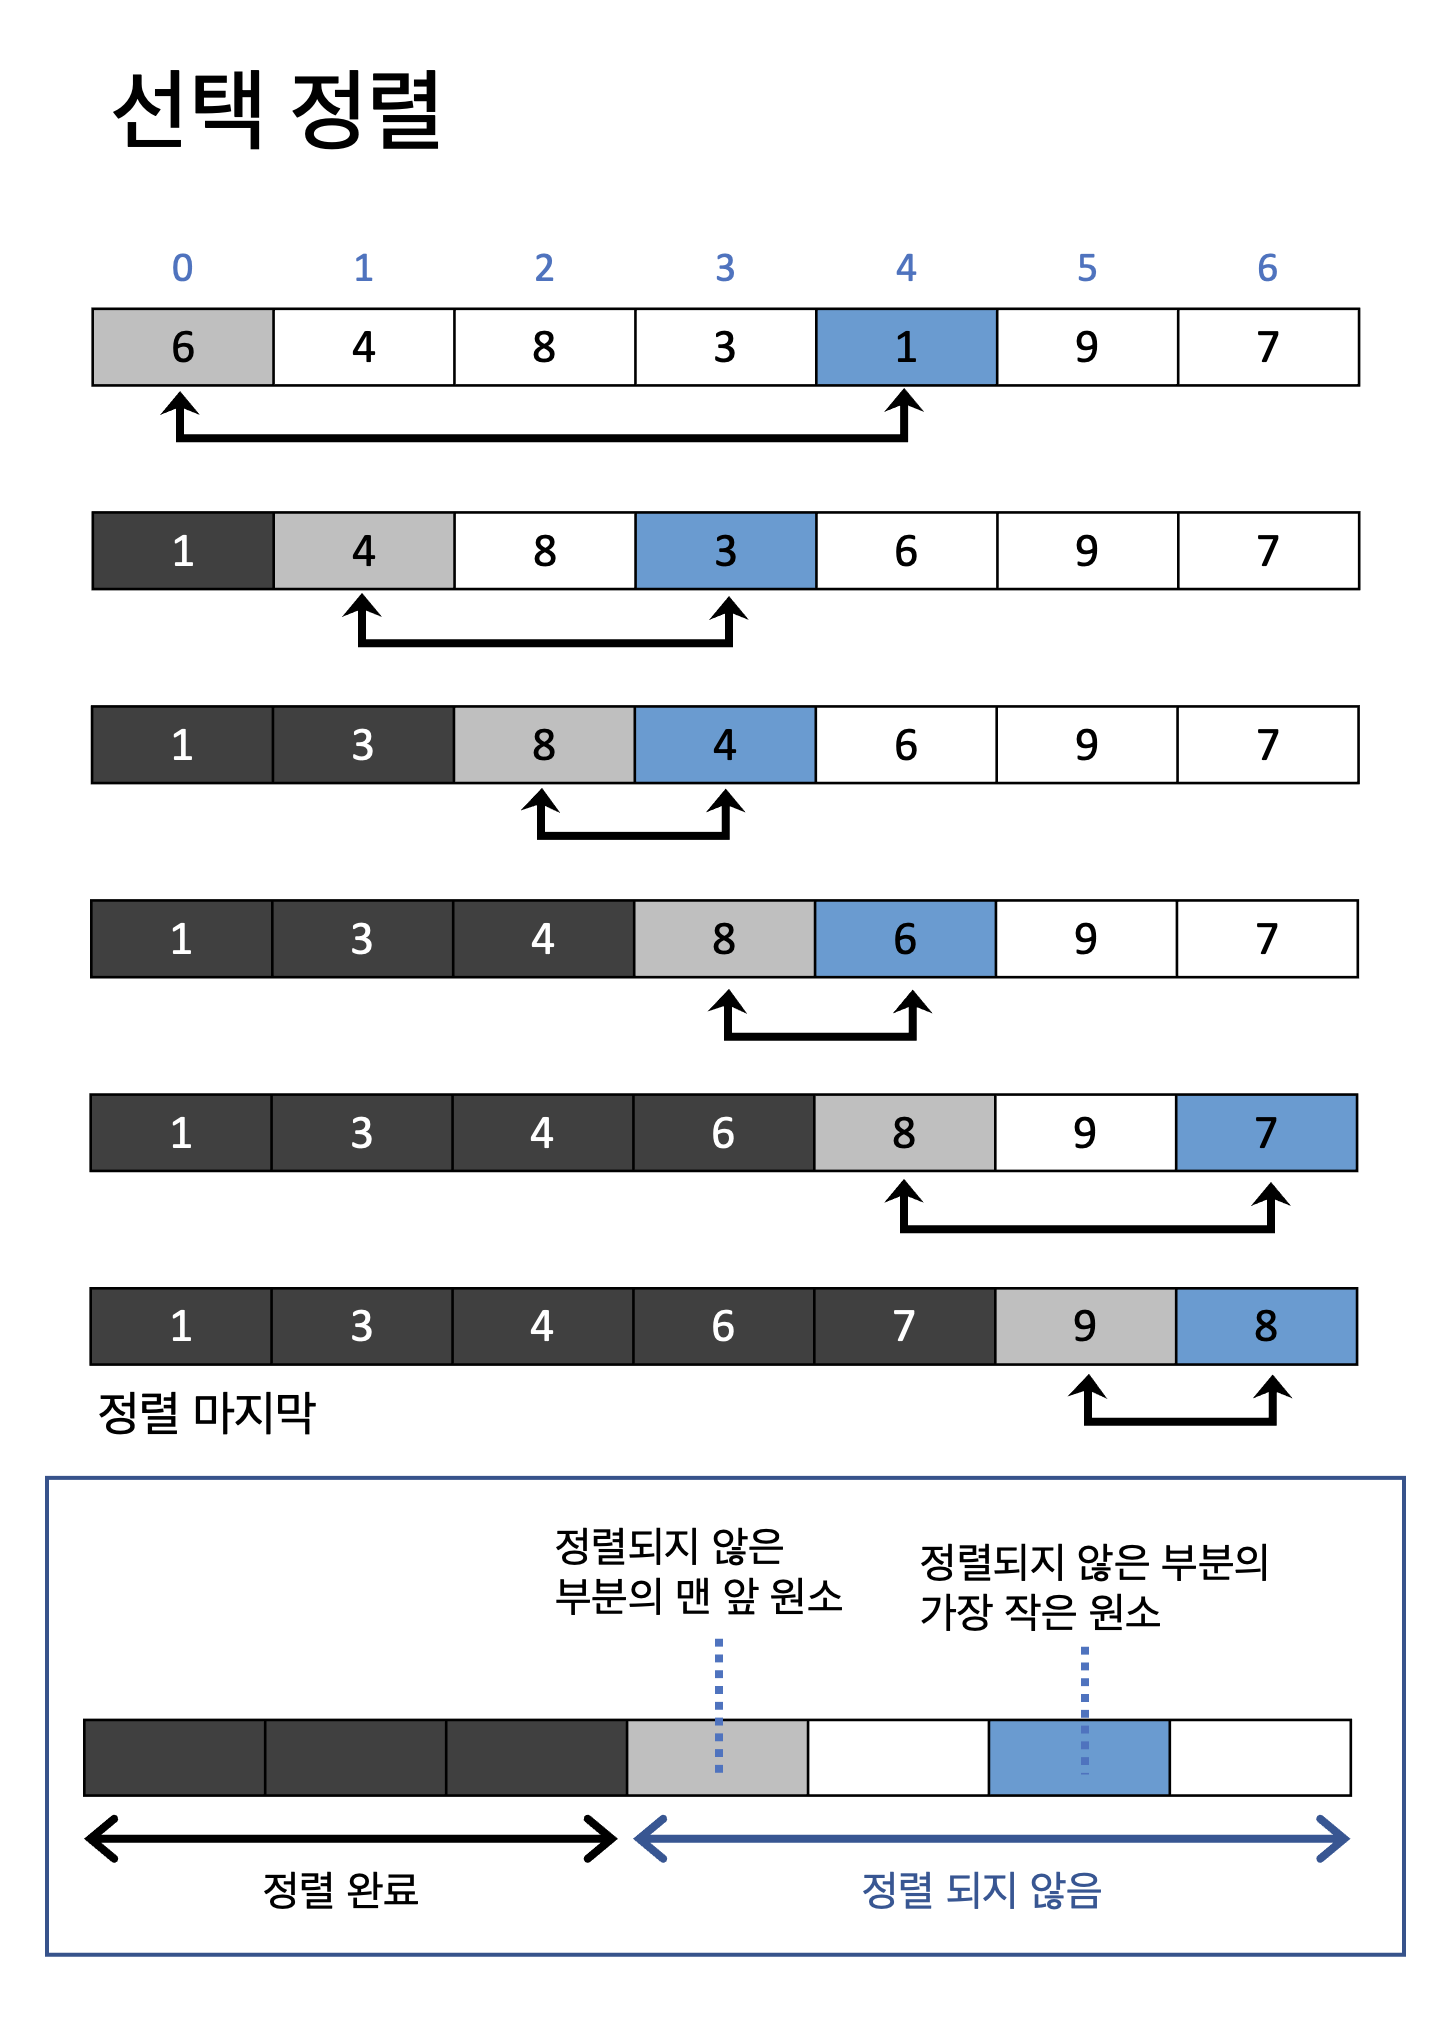 선택 정렬
0 1 2 3 4 5 6
6 4 8 3 1 9 7
1 4 8 3 6 9 7
1 3 8 4 6 9 7
1 3 4 8 6 9 7
1 3 4 6 8 9 7
1 3 4 6 7 9 8
정렬 마지막
정렬되지 않은
부분의 맨 앞 원소
정렬되지 않은 부분의
가장 작은 원소
정렬 완료
정렬 되지 않음